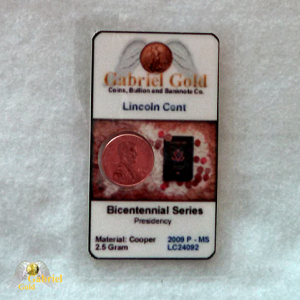 Gabriel Gold
Coins, Bullion and Banknote Co.
Lincoln Cent
Bicentennial Series
Presidency
Material: Cooper
2009 P - MS
2.5 Gram
LC24092